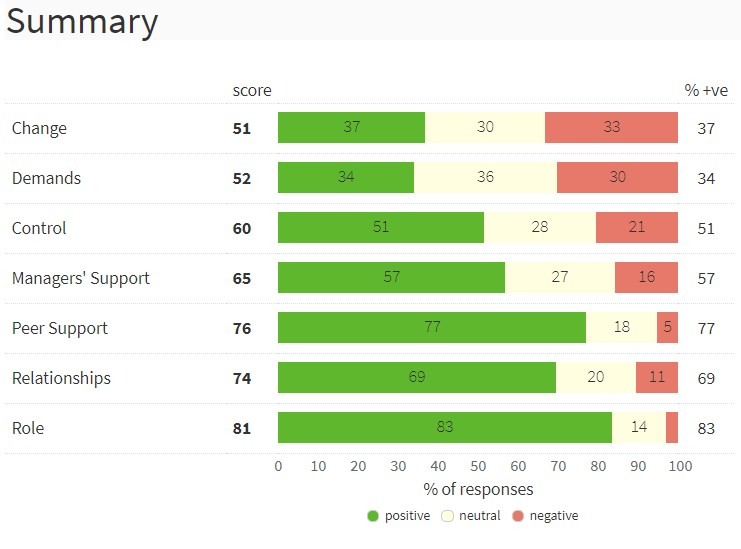 Summary
score % +ve
Change 51 37 30 33 37
Demands 52 34 36 30 34
Control 60 51 28 21 51
Managers' Support 65 57 27 16 57
Peer Support 76 77 18 5 77
Relationships 74 69 20 11 69
Role 81 83 14 83
0 10 20 30 40 50 60 70 80 90 100
% of responses
positive neutral negative